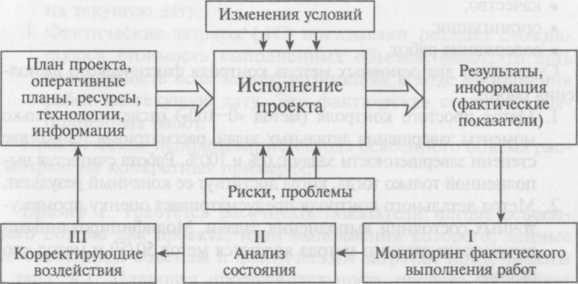 Изменения условий
План проекта,
оперативные
планы, ресурсы,
технологии,
информация
Исполнение
проекта
Результаты,
информация
(фактические
показатели)
Риски, проблемы
III
Корректирующие
воздействия
II
Анализ
состояния
I
Мониторинг фактического
выполнения работ